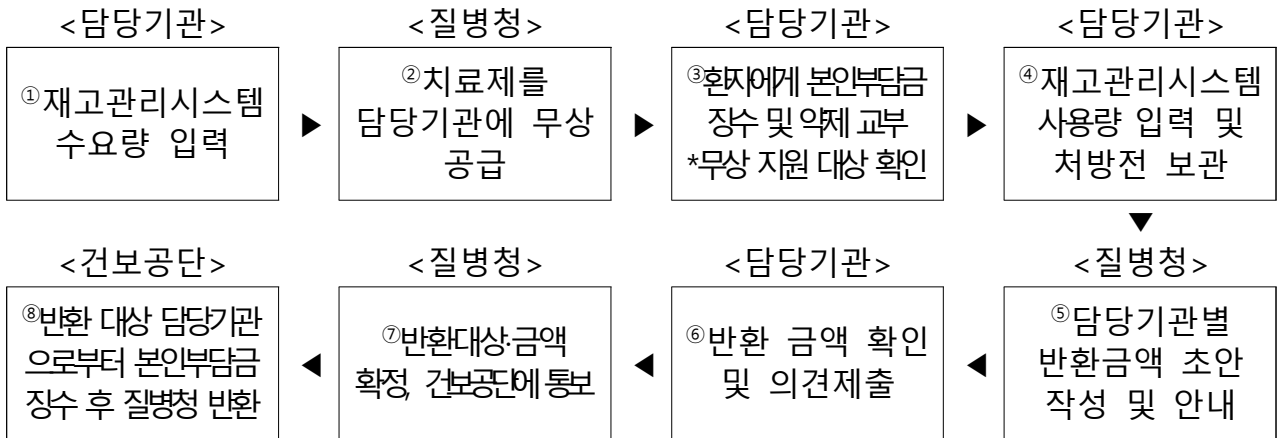 <담당기관>
①재고관리시스템
수요량 입력
▶
<질병청>
②치료제를
담당기관에 무상
공급
▶
<담당기관>
③환자에게 본인부담금
징수 및 약제 교부
*무상 지원 대상 확인
▶
<담당기관>
④재고관리시스템
사용량 입력 및
처방전 보관
▼
<질병청>
⑤담당기관별
반환금액 초안
작성 및 안내
◀
<담당기관>
⑥반환 금액 확인
및 의견제출
◀
<질병청>
⑦반환대상·금액
확정, 건보공단에 통보
◀
<건보공단>
⑧반환 대상 담당기관
으로부터 본인부담금
징수 후 질병청 반환